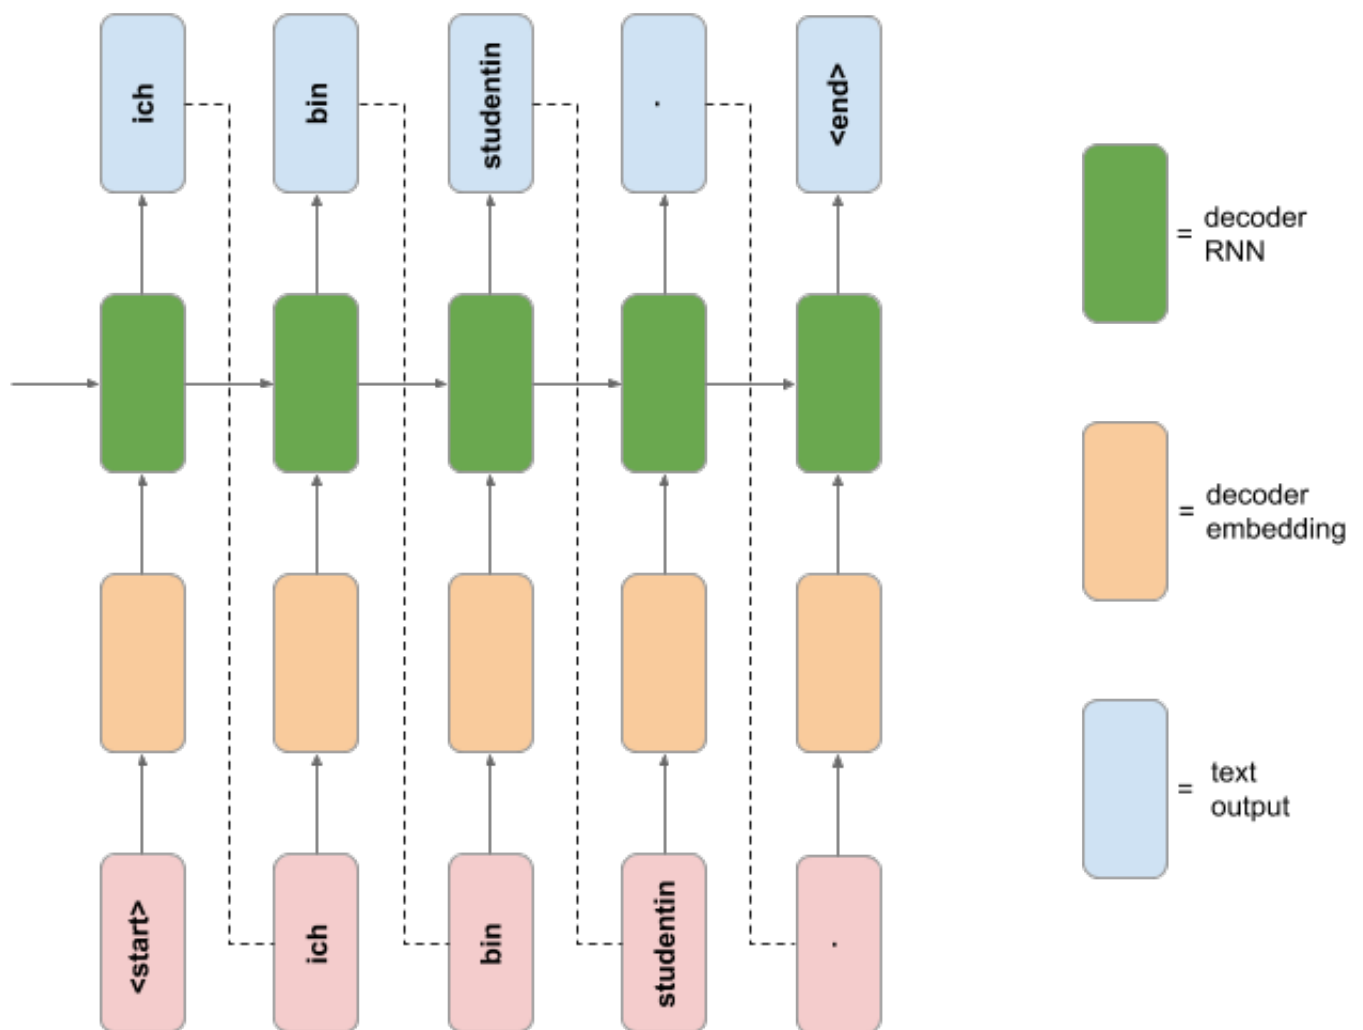 ich
bin
studentin
.
<end>
= decoder
RNN
= decoder
embedding
= text
output
<start>
ich
bin
studentin
.